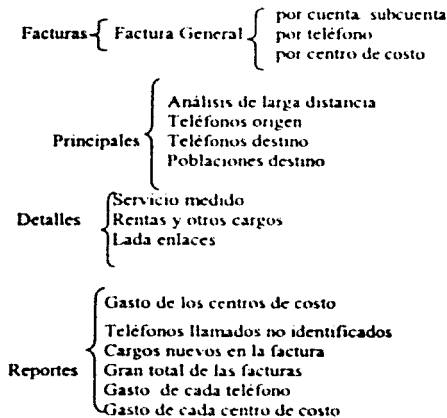 por cuenta subcuenta
Facturas Factura General por teléfono
por centro de costo
Análisis de larga distancia
Teléfonos origen
Principales Teléfonos destino
Poblaciones destino
Servicio medido
Detalles Rentas y otros cargos
Lada enlaces
Gasto de los centros de costo
Teléfonos llamados no identificados
Cargos nuevos en la factura
Reportes Gran total de las facturas
Gasto de cada teléfono
Gasto de cada centro de costo